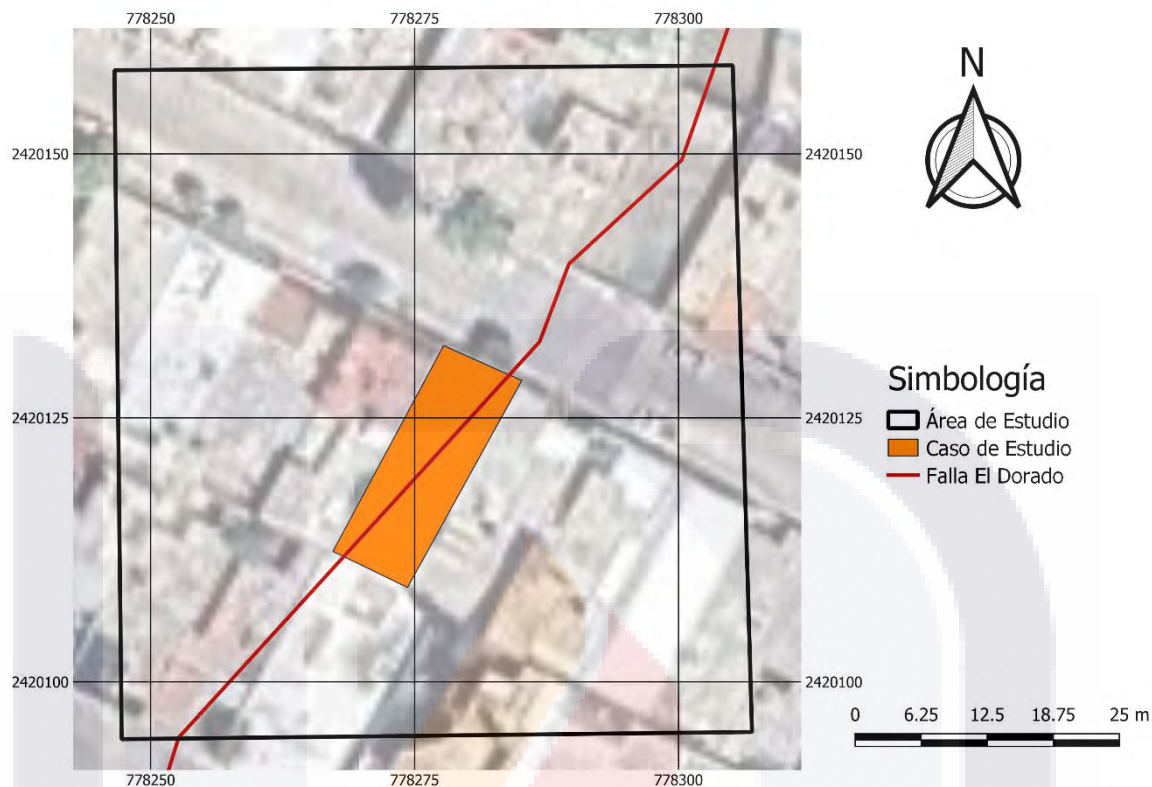 778250 778275 778300
N
2420150 2420150
Simbología
Área de Estudio
2420125 2420125
Caso de Estudio
Falla El Dorado
2420100 2420100
0 6.25 12.5 18.75 25 m
778250 778275 778300